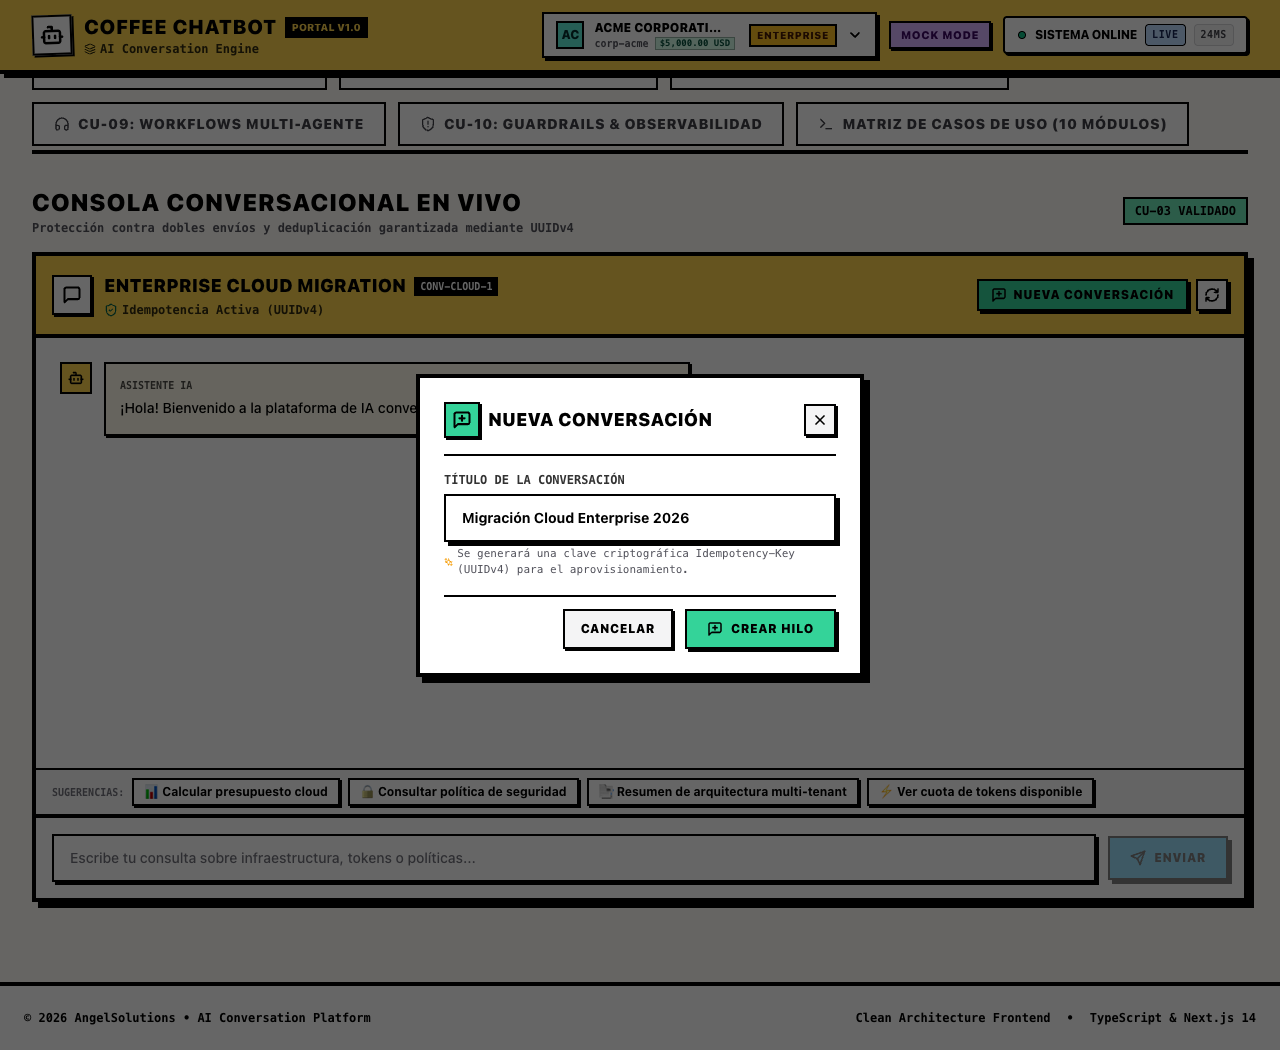 COFFEE CHATBOT PORTAL V1.0
AI Conversation Engine
AC
ACME CORPORATI...
corp-acme $5,000.00 USD
ENTERPRISE
MOCK MODE
SISTEMA ONLINE LIVE 24MS
CU-09: WORKFLOWS MULTI-AGENTE
CU-10: GUARDRAILS & OBSERVABILIDAD
MATRIZ DE CASOS DE USO (10 MÓDULOS)
CONSOLA CONVERSACIONAL EN VIVO
Protección contra dobles envíos y deduplicación garantizada mediante UUIDv4
CU-03 VALIDADO
ENTERPRISE CLOUD MIGRATION CONV-CLOUD-1
Idempotencia Activa (UUIDv4)
NUEVA CONVERSACIÓN
ASISTENTE IA
¡Hola! Bienvenido a la plataforma de IA conve
NUEVA CONVERSACIÓN
TÍTULO DE LA CONVERSACIÓN
Migración Cloud Enterprise 2026
Se generará una clave criptográfica Idempotency-Key
(UUIDv4) para el aprovisionamiento.
CANCELAR
CREAR HILO
SUGERENCIAS:
📊 Calcular presupuesto cloud
🔒 Consultar política de seguridad
📑 Resumen de arquitectura multi-tenant
⚡ Ver cuota de tokens disponible
Escribe tu consulta sobre infraestructura, tokens o políticas...
ENVIAR
© 2026 AngelSolutions • AI Conversation Platform
Clean Architecture Frontend • TypeScript & Next.js 14